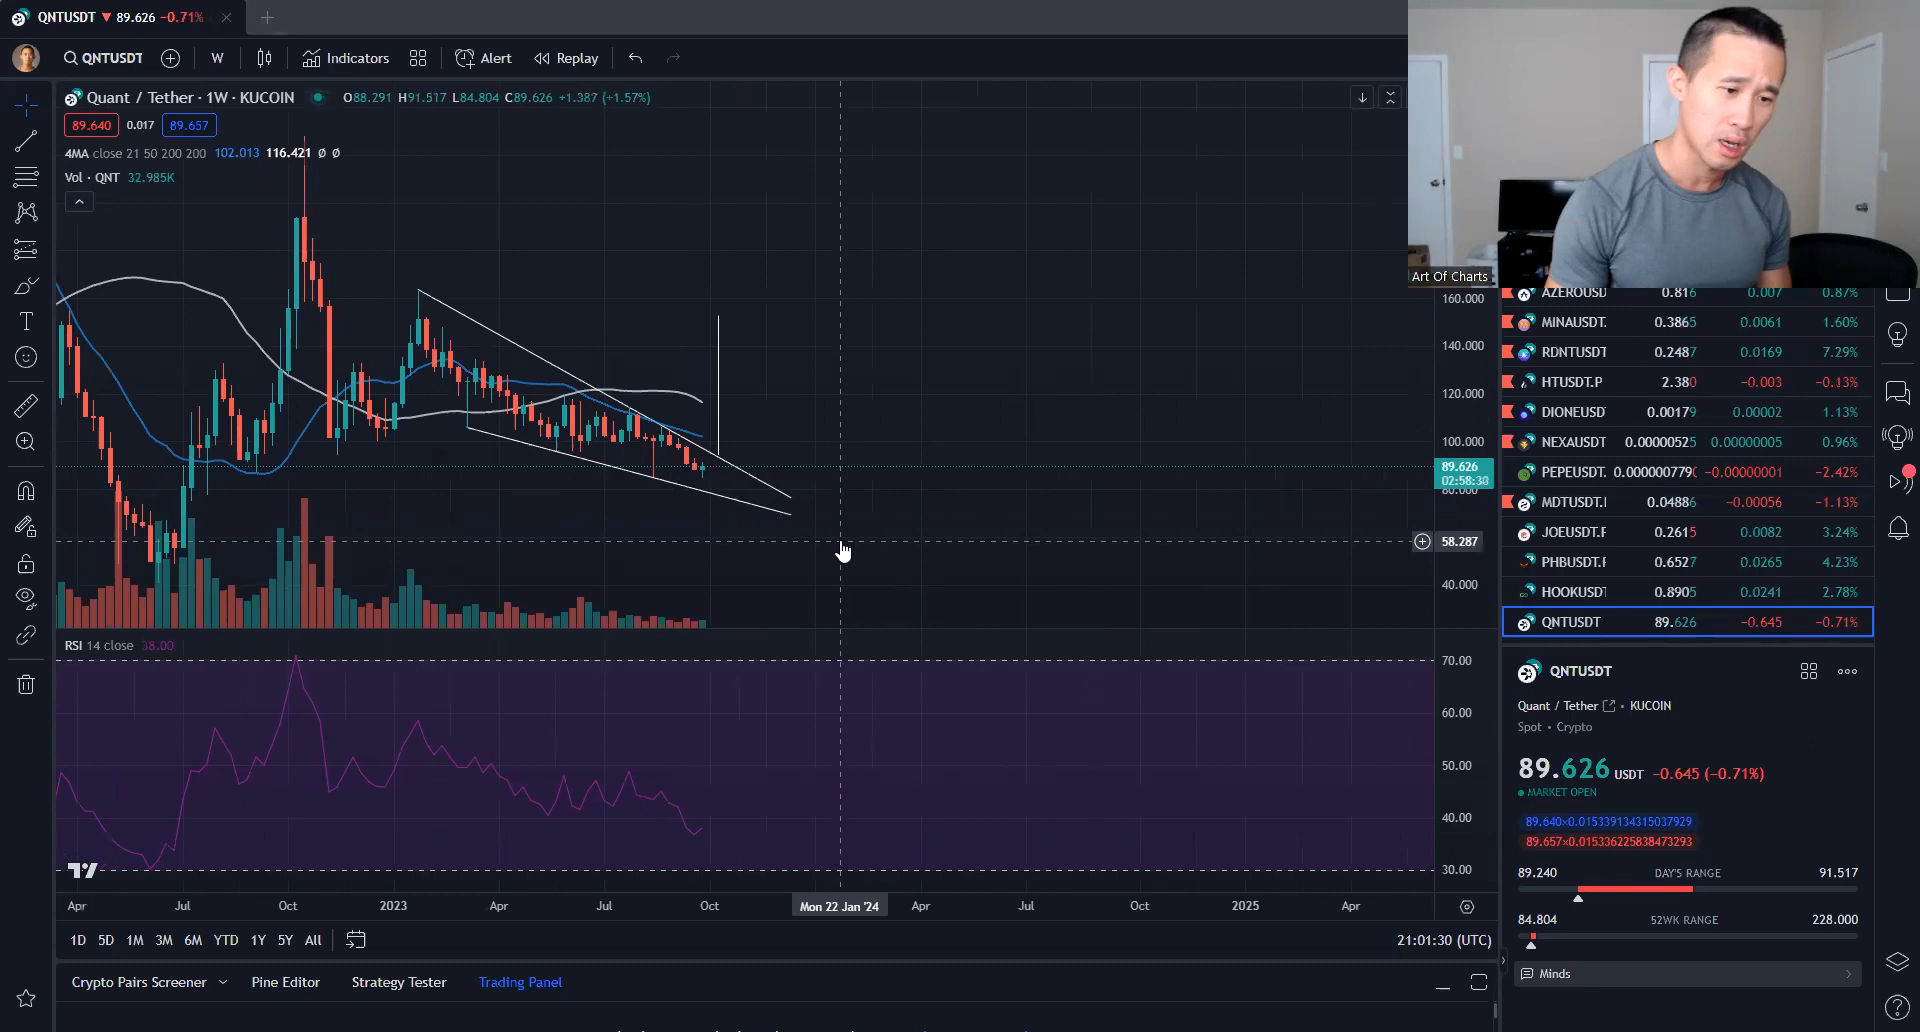 QNTUSDT ▼ 89.626 −0.71%
QNTUSDT W Indicators Alert Replay
Quant / Tether · 1W · KUCOIN O88.291 H91.517 L84.804 C89.626 +1.387 (+1.57%)
89.640 0.017 89.657
4MA close 21 50 200 200 102.013 116.421 Ø Ø
Vol · QNT 32.985K
Art Of Charts
160.000
140.000
120.000
100.000
89.626
02:58:30
80.000
58.287
40.000
RSI 14 close 38.00
70.00
60.00
50.00
40.00
30.00
Apr Jul Oct 2023 Apr Jul Oct Mon 22 Jan '24 Apr Jul Oct 2025 Apr
1D 5D 1M 3M 6M YTD 1Y 5Y All 21:01:30 (UTC)
Crypto Pairs Screener Pine Editor Strategy Tester Trading Panel
AZEROUSD 0.816 0.007 0.87%
MINAUSDT. 0.3865 0.0061 1.60%
RDNTUSDT 0.2487 0.0169 7.29%
HTUSDT.P 2.380 −0.003 −0.13%
DIONEUSD 0.00179 0.00002 1.13%
NEXAUSDT 0.00000525 0.00000005 0.96%
PEPEUSDT. 0.000000779 −0.00000001 −2.42%
MDTUSDT.I 0.04886 −0.00056 −1.13%
JOEUSDT.F 0.2615 0.0082 3.24%
PHBUSDT.F 0.6527 0.0265 4.23%
HOOKUSDT 0.8905 0.0241 2.78%
QNTUSDT 89.626 −0.645 −0.71%
QNTUSDT
Quant / Tether • KUCOIN
Spot • Crypto
89.626 USDT −0.645 (−0.71%)
MARKET OPEN
89.640×0.015339134315037929
89.657×0.015336225838473293
89.240 DAY'S RANGE 91.517
84.804 52WK RANGE 228.000
Minds